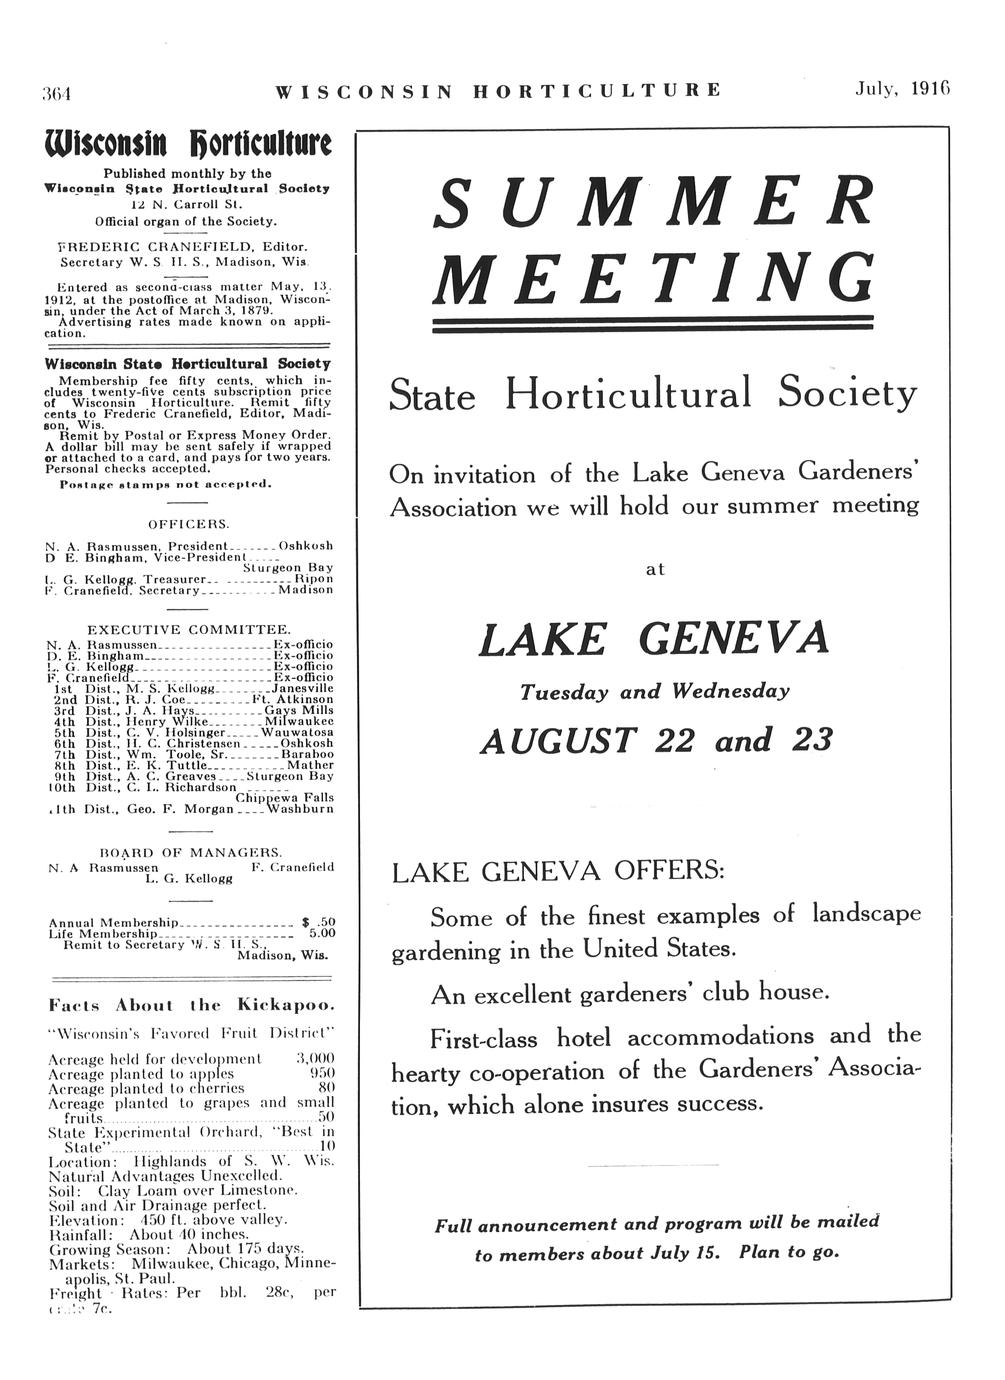 364
WISCONSIN HORTICULTURE
July, 1916
Wisconsin Horticulture
Published monthly by the
Wisconsin State Horticultural Society
12 N. Carroll St.
Official organ of the Society.
FREDERIC CRANEFIELD, Editor.
Secretary W. S. H. S., Madison, Wis.
Entered as second-class matter May, 13,
1912, at the postoffice at Madison, Wiscon-
sin, under the Act of March 3, 1879.
Advertising rates made known on appli-
cation.
Wisconsin State Horticultural Society
Membership fee fifty cents, which in-
cludes twenty-five cents subscription price
of Wisconsin Horticulture. Remit fifty
cents to Frederic Cranefield, Editor, Madi-
son, Wis.
Remit by Postal or Express Money Order.
A dollar bill may be sent safely if wrapped
or attached to a card, and pays for two years.
Personal checks accepted.
Postage stamps not accepted.
OFFICERS.
N. A. Rasmussen, President-------Oshkosh
D E. Bingham, Vice-President-----
Sturgeon Bay
L. G. Kellogg, Treasurer-- ----------Ripon
F. Cranefield, Secretary-----------Madison
EXECUTIVE COMMITTEE.
N. A. Rasmussen----------------Ex-officio
D. E. Bingham------------------Ex-officio
L. G. Kellogg-------------------Ex-officio
F. Cranefield--------------------Ex-officio
1st Dist., M. S. Kellogg--------Janesville
2nd Dist., R. J. Coe---------Ft. Atkinson
3rd Dist., J. A. Hays----------Gays Mills
4th Dist., Henry Wilke--------Milwaukee
5th Dist., C. V. Holsinger-----Wauwatosa
6th Dist., H. C. Christensen-----Oshkosh
7th Dist., Wm. Toole, Sr.-------Baraboo
8th Dist., E. K. Tuttle-----------Mather
9th Dist., A. C. Greaves----Sturgeon Bay
10th Dist., C. L. Richardson ------
Chippewa Falls
11th Dist., Geo. F. Morgan----Washburn
BOARD OF MANAGERS.
N. A Rasmussen F. Cranefield
L. G. Kellogg
Annual Membership---------------- $ .50
Life Membership------------------- 5.00
Remit to Secretary W. S. H. S.,
Madison, Wis.
Facts About the Kickapoo.
"Wisconsin's Favored Fruit District"
Acreage held for development 3,000
Acreage planted to apples 950
Acreage planted to cherries 80
Acreage planted to grapes and small
fruits..................................................50
State Experimental Orchard, "Best in
State".................................................10
Location: Highlands of S. W. Wis.
Natural Advantages Unexcelled.
Soil: Clay Loam over Limestone.
Soil and Air Drainage perfect.
Elevation: 450 ft. above valley.
Rainfall: About 40 inches.
Growing Season: About 175 days.
Markets: Milwaukee, Chicago, Minne-
apolis, St. Paul.
Freight Rates: Per bbl. 28c, per
7c.
SUMMER
MEETING
State Horticultural Society
On invitation of the Lake Geneva Gardeners'
Association we will hold our summer meeting
at
LAKE GENEVA
Tuesday and Wednesday
AUGUST 22 and 23
LAKE GENEVA OFFERS:
Some of the finest examples of landscape
gardening in the United States.
An excellent gardeners' club house.
First-class hotel accommodations and the
hearty co-operation of the Gardeners' Associa-
tion, which alone insures success.
Full announcement and program will be mailed
to members about July 15. Plan to go.